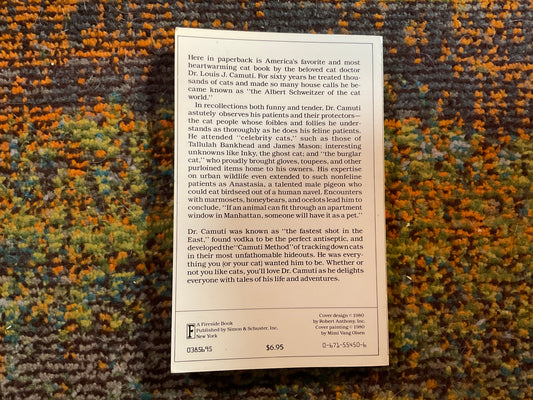 Here in paperback is America's favorite and most
heartwarming cat book by the beloved cat doctor
Dr. Louis J. Camuti. For sixty years he treated thou-
sands of cats and made so many house calls he be-
came known as "the Albert Schweitzer of the cat
world."
In recollections both funny and tender, Dr. Camuti
astutely observes his patients and their protectors—
the cat people whose foibles and follies he under-
stands as thoroughly as he does his feline patients.
He attended "celebrity cats," such as those of
Tallulah Bankhead and James Mason; interesting
unknowns like Inky, the ghost cat; and "the burglar
cat," who proudly brought gloves, toupees, and other
purloined items home to his owners. His expertise
on urban wildlife even extended to such nonfeline
patients as Anastasia, a talented male pigeon who
could eat birdseed out of a human navel. Encounters
with marmosets, honeybears, and ocelots lead him to
conclude, "If an animal can fit through an apartment
window in Manhattan, someone will have it as a pet."
Dr. Camuti was known as "the fastest shot in the
East," found vodka to be the perfect antiseptic, and
developed the "Camuti Method" of tracking down cats
in their most unfathomable hideouts. He was every-
thing you (or your cat) wanted him to be. Whether or
not you like cats, you'll love Dr. Camuti as he delights
everyone with tales of his life and adventures.
A Fireside Book
Published by Simon & Schuster, Inc.
New York
Cover design © 1980
by Robert Anthony, Inc.
Cover painting © 1980
by Mimi Vang Olsen
0385695
$6.95
0-671-55450-6